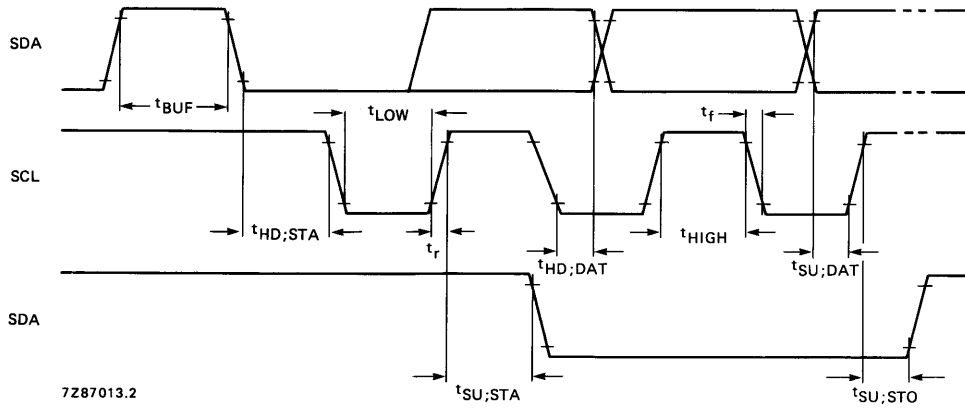 SDA
tBUF
tLOW
tf
SCL
tHD;STA
tr
tHD;DAT
tHIGH
tSU;DAT
SDA
7Z87013.2
tSU;STA
tSU;STO